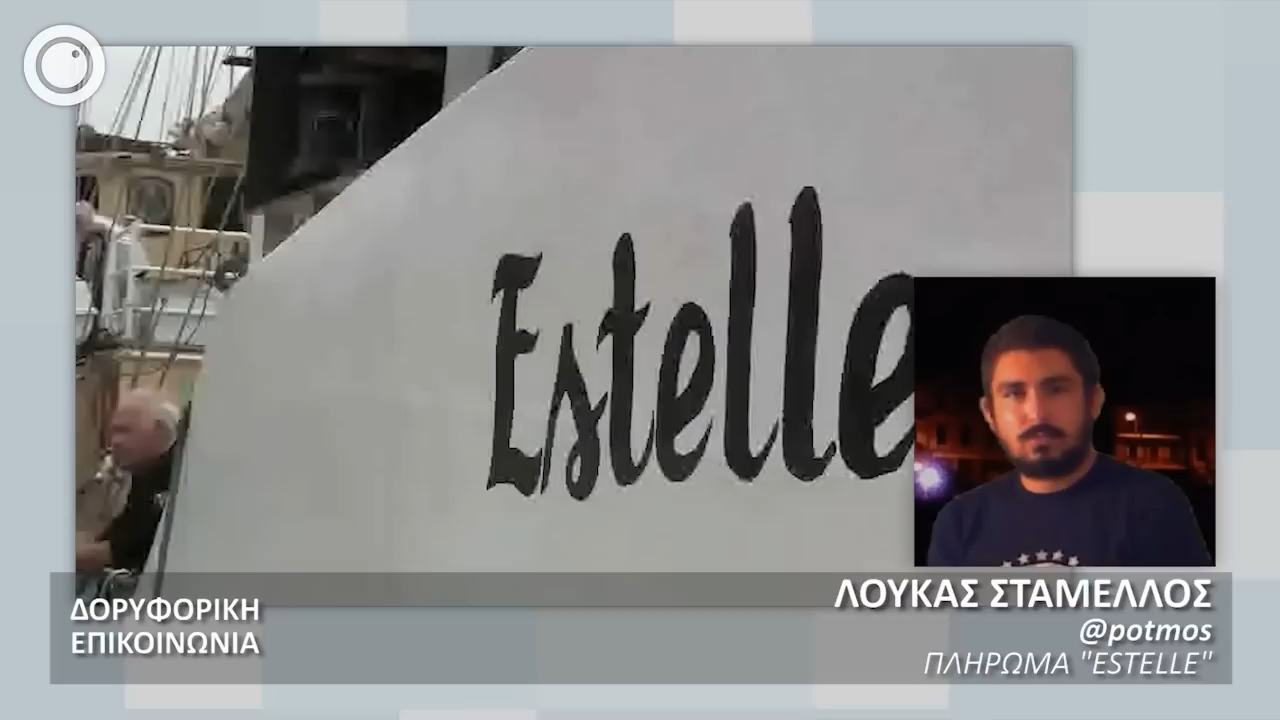 Estelle
ΔΟΡΥΦΟΡΙΚΗ
ΕΠΙΚΟΙΝΩΝΙΑ
ΛΟΥΚΑΣ ΣΤΑΜΕΛΛΟΣ
@potmos
ΠΛΗΡΩΜΑ "ESTELLE"